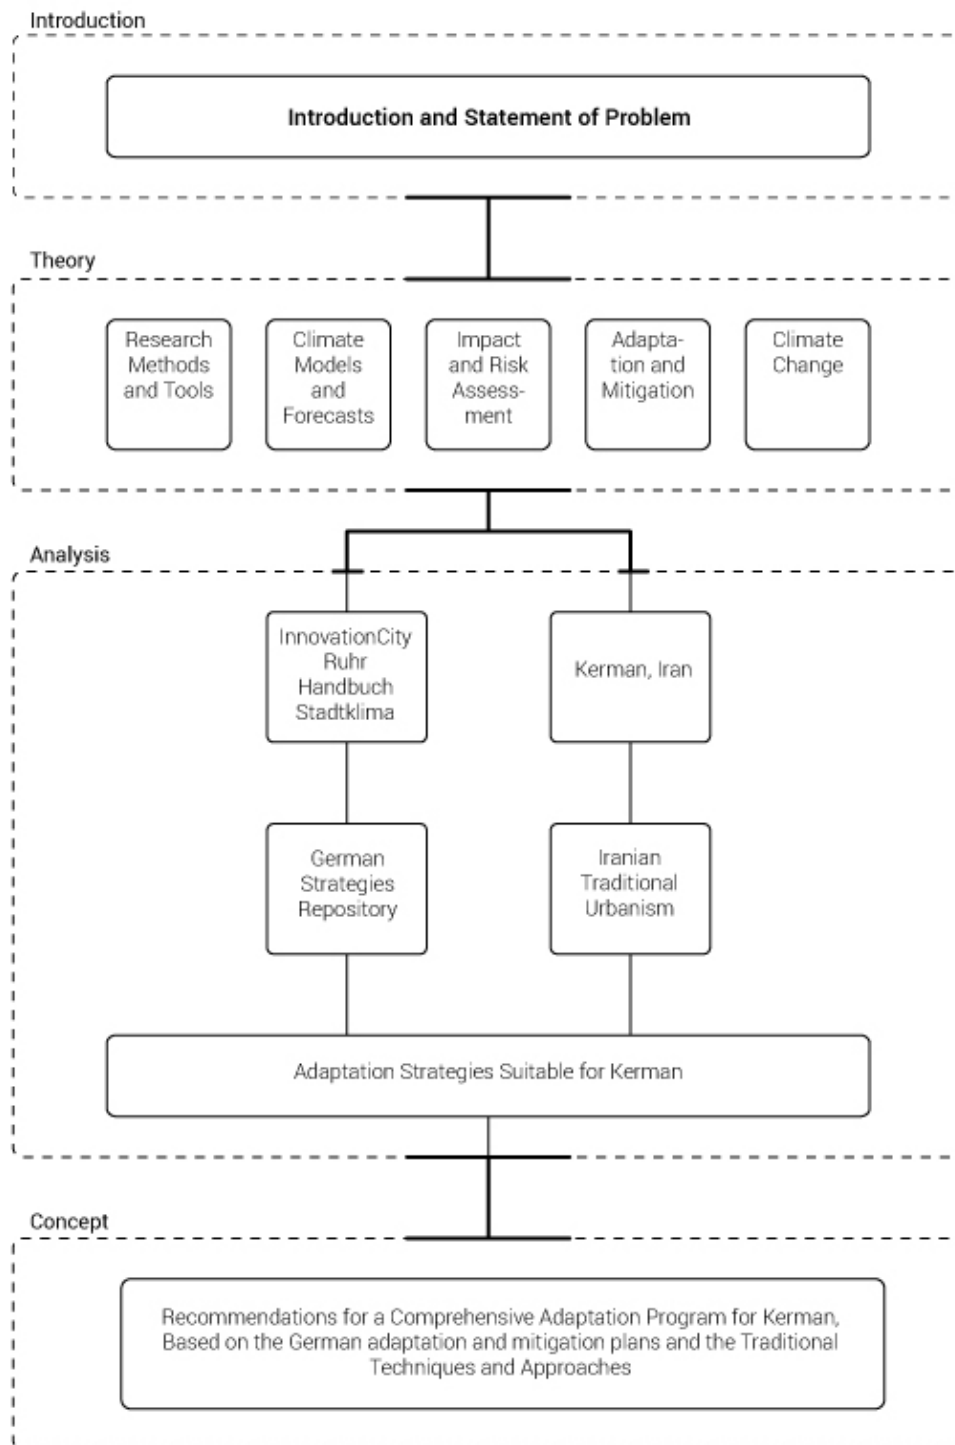 Introduction
Introduction and Statement of Problem
Theory
Research
Methods
and Tools
Climate
Models
and
Forecasts
Impact
and Risk
Assess-
ment
Adapta-
tion and
Mitigation
Climate
Change
Analysis
InnovationCity
Ruhr
Handbuch
Stadtklima
Kerman, Iran
German
Strategies
Repository
Iranian
Traditional
Urbanism
Adaptation Strategies Suitable for Kerman
Concept
Recommendations for a Comprehensive Adaptation Program for Kerman,
Based on the German adaptation and mitigation plans and the Traditional
Techniques and Approaches